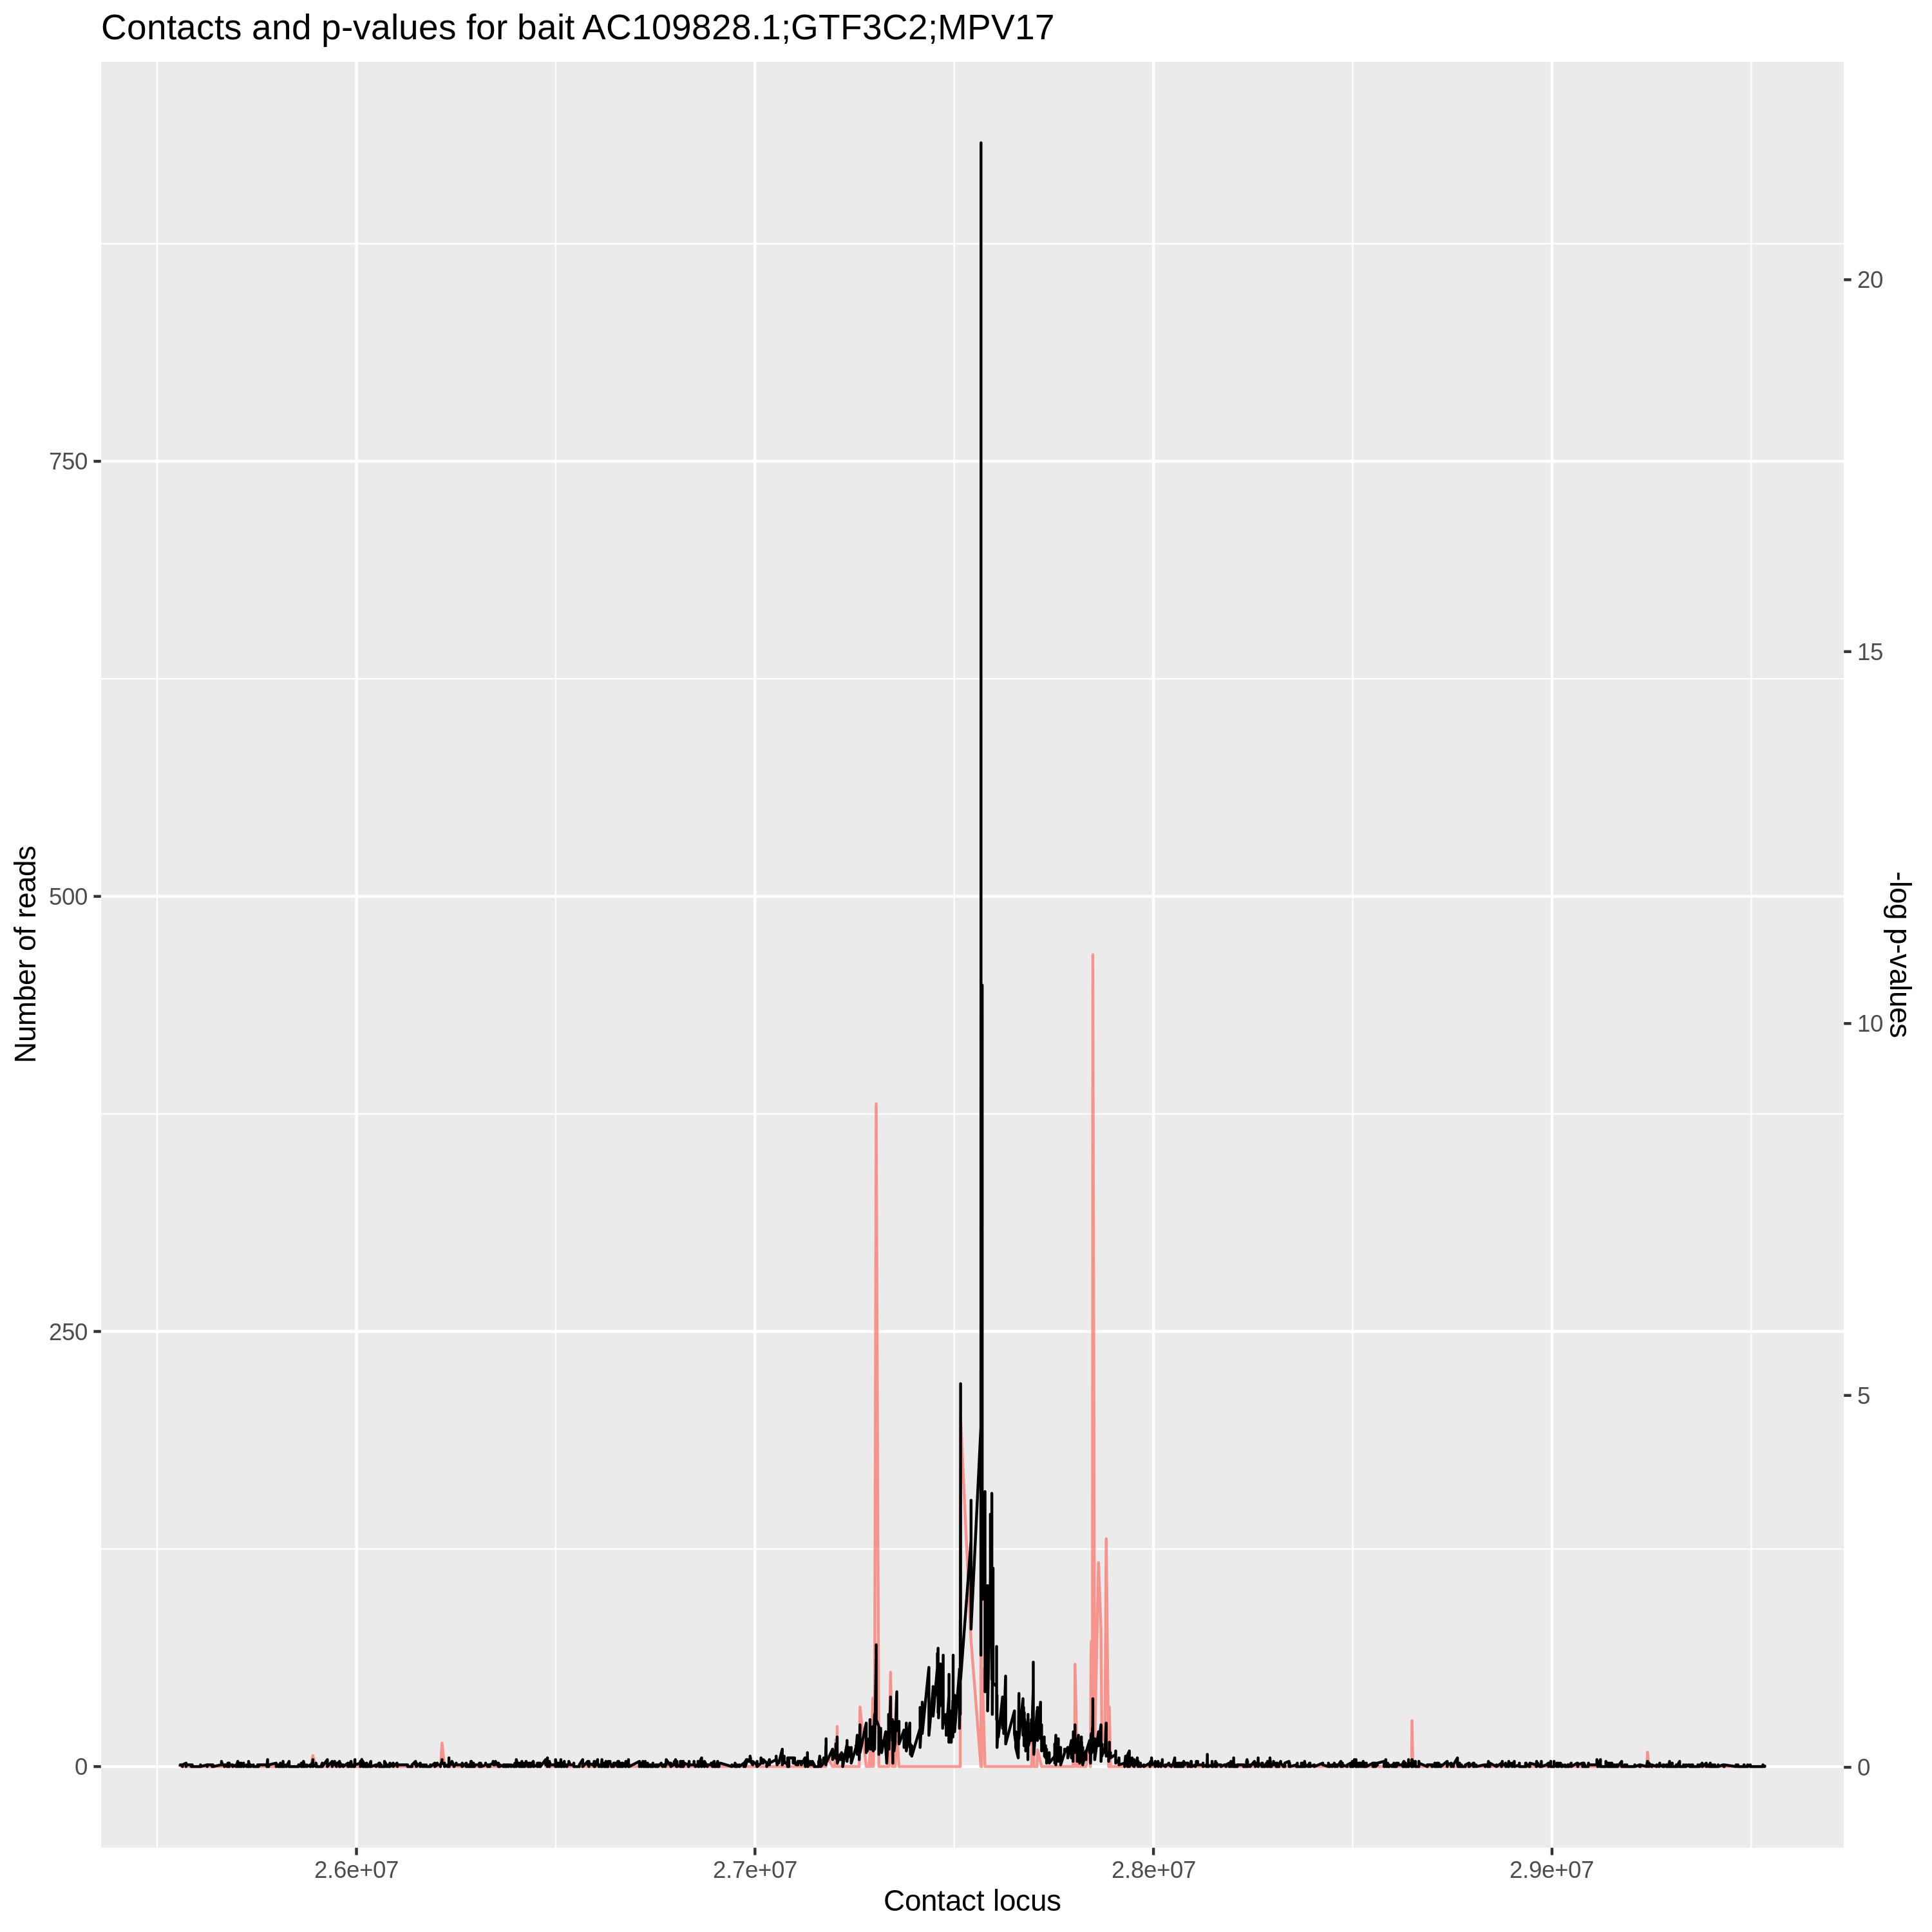 Contacts and p-values for bait AC109828.1;GTF3C2;MPV17
Number of reads
750
500
250
0
20
15
10
5
0
-log p-values
2.6e+07
2.7e+07
2.8e+07
2.9e+07
Contact locus